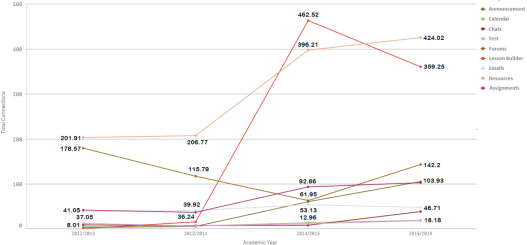 500
400
300
200
100
0
Total Connections
462.52
396.21
424.02
359.25
201.91
206.77
178.57
115.79
142.2
103.93
92.86
61.95
53.13
12.96
46.71
18.18
41.05
37.05
8.01
39.92
36.24
2012/2013
2013/2014
2014/2015
2015/2016
Academic Year
Announcement
Calendar
Chats
Test
Forums
Lesson Builder
Emails
Resources
Assignments